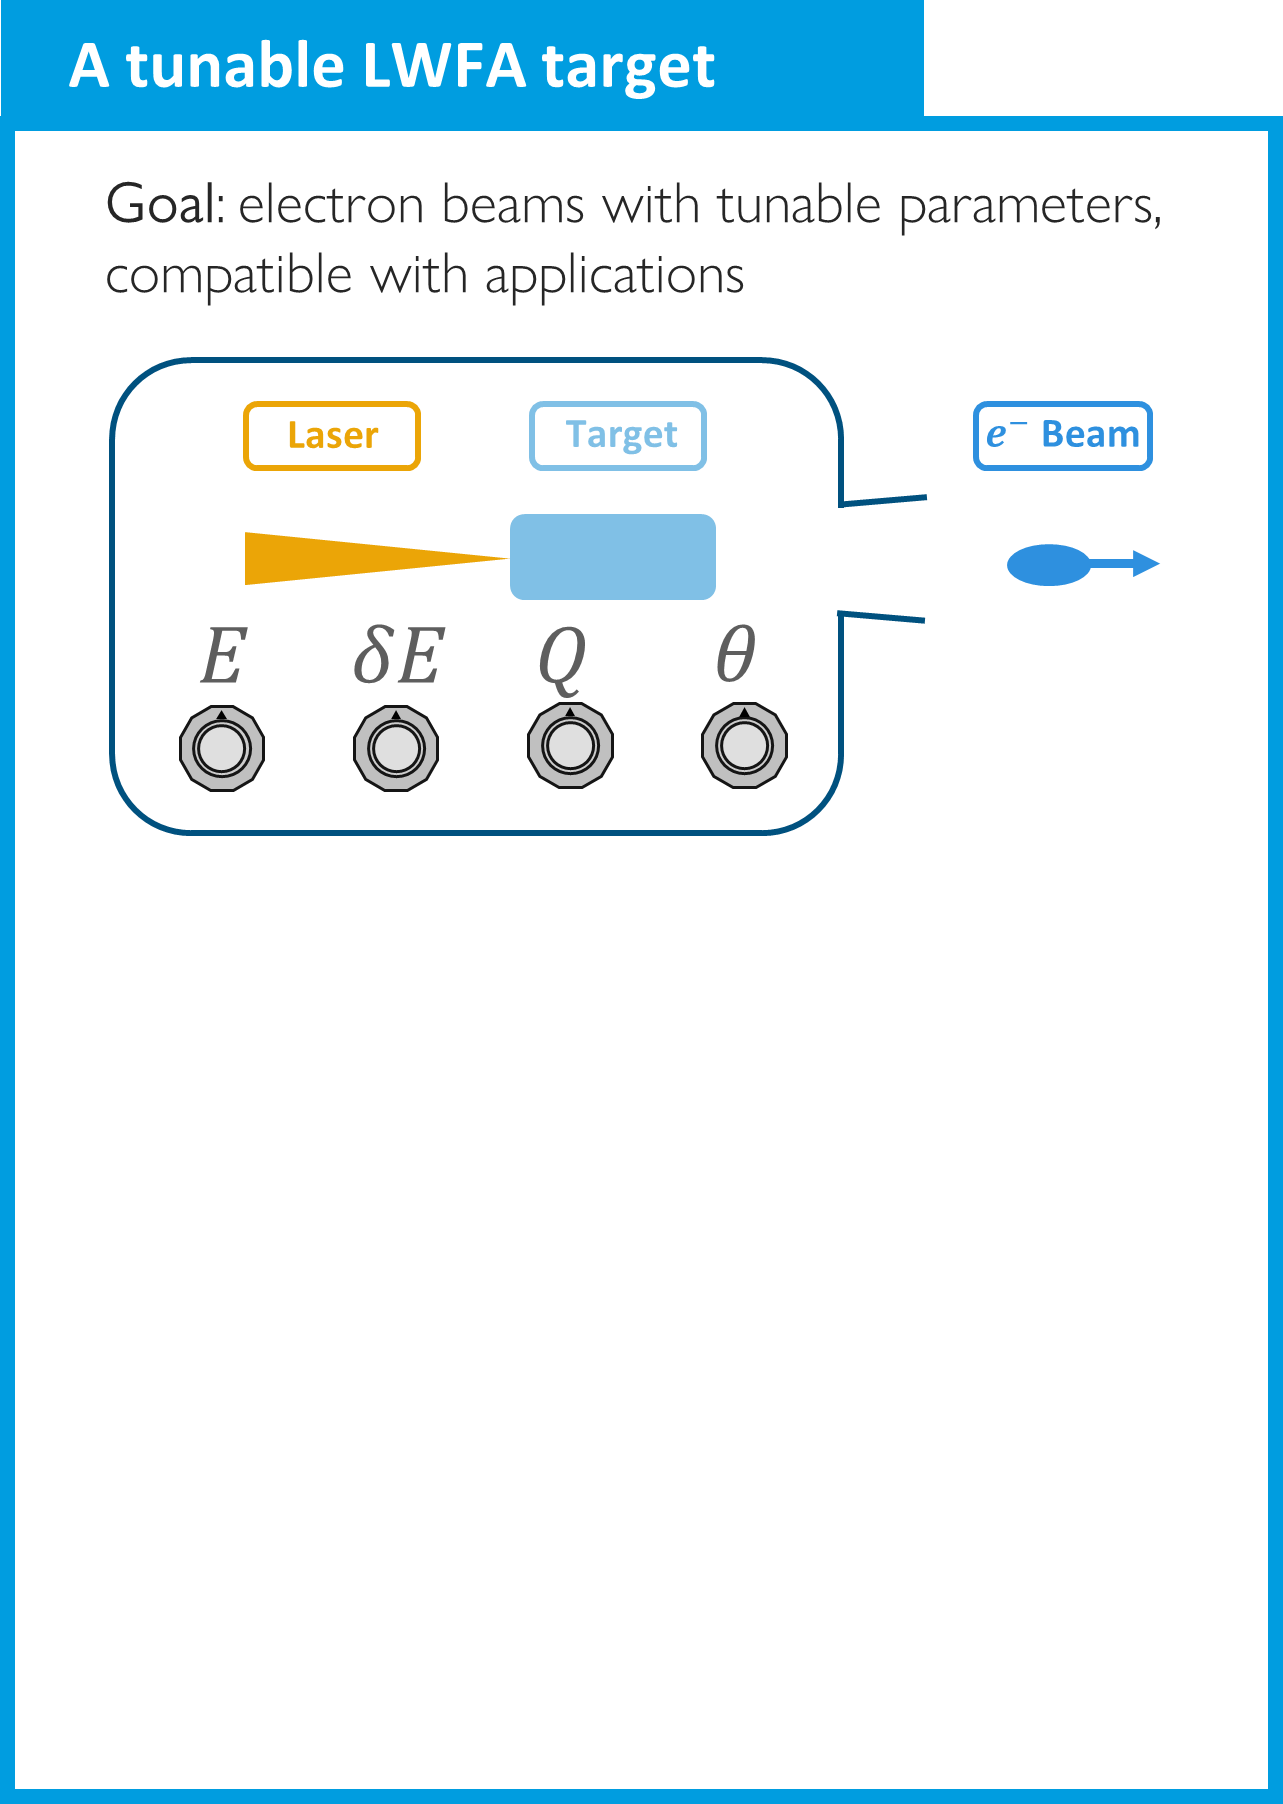 A tunable LWFA target
Goal: electron beams with tunable parameters,
compatible with applications
Laser
Target
e⁻ Beam
E
δE
Q
θ